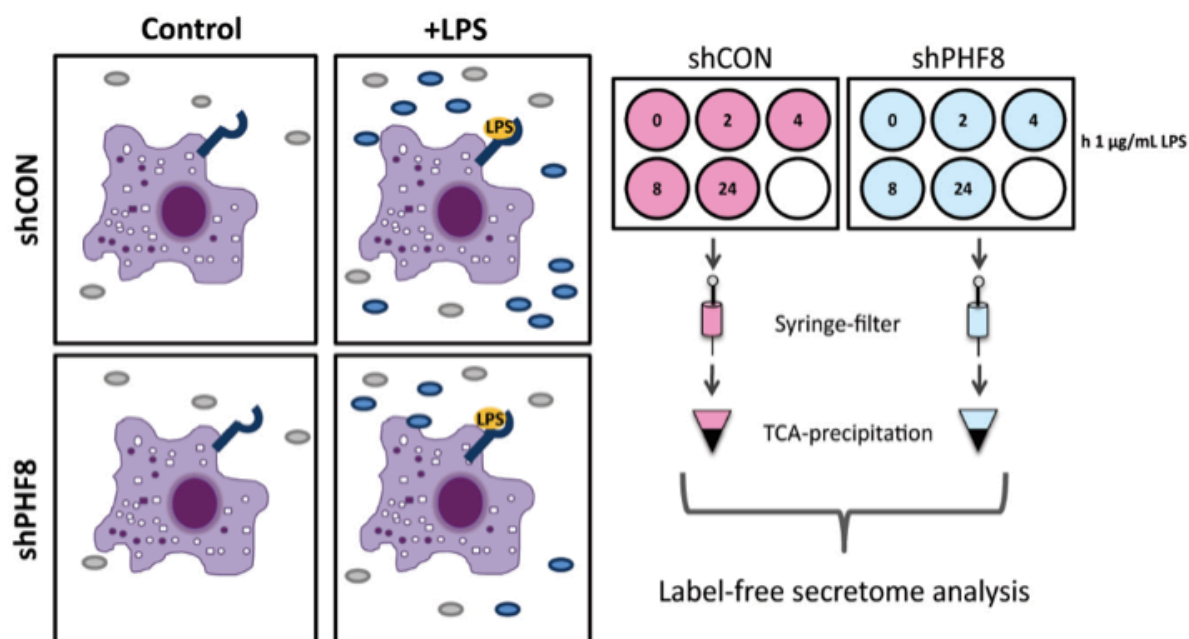 Control
+LPS
shCON
LPS
shPHF8
LPS
shCON
shPHF8
0 2 4
8 24
0 2 4
8 24
h 1 µg/mL LPS
Syringe-filter
TCA-precipitation
Label-free secretome analysis